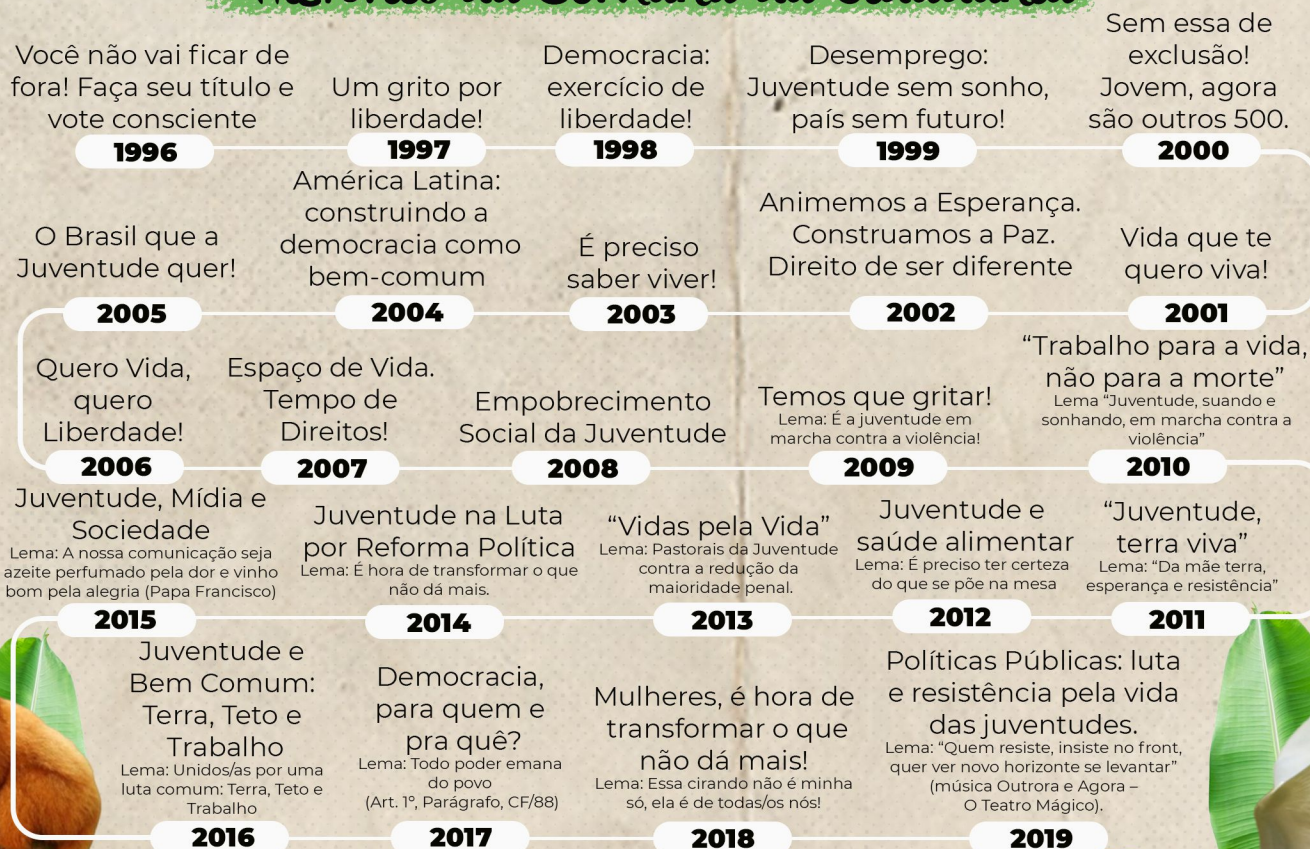 Você não vai ficar de
fora! Faça seu título e
vote consciente
1996
Um grito por
liberdade!
1997
Democracia:
exercício de
liberdade!
1998
Desemprego:
Juventude sem sonho,
país sem futuro!
1999
Sem essa de
exclusão!
Jovem, agora
são outros 500.
2000
Vida que te
quero viva!
2001
Animemos a Esperança.
Construamos a Paz.
Direito de ser diferente
2002
É preciso
saber viver!
2003
América Latina:
construindo a
democracia como
bem-comum
2004
O Brasil que a
Juventude quer!
2005
Quero Vida,
quero
Liberdade!
2006
Espaço de Vida.
Tempo de
Direitos!
2007
Empobrecimento
Social da Juventude
2008
Temos que gritar!
Lema: É a juventude em
marcha contra a violência!
2009
“Trabalho para a vida,
não para a morte”
Lema “Juventude, suando e
sonhando, em marcha contra a
violência”
2010
“Juventude,
terra viva”
Lema: “Da mãe terra,
esperança e resistência”
2011
Juventude e
saúde alimentar
Lema: É preciso ter certeza
do que se põe na mesa
2012
“Vidas pela Vida”
Lema: Pastorais da Juventude
contra a redução da
maioridade penal.
2013
Juventude na Luta
por Reforma Política
Lema: É hora de transformar o que
não dá mais.
2014
Juventude, Mídia e
Sociedade
Lema: A nossa comunicação seja
azeite perfumado pela dor e vinho
bom pela alegria (Papa Francisco)
2015
Juventude e
Bem Comum:
Terra, Teto e
Trabalho
Lema: Unidos/as por uma
luta comum: Terra, Teto e
Trabalho
2016
Democracia,
para quem e
pra quê?
Lema: Todo poder emana
do povo
(Art. 1º, Parágrafo, CF/88)
2017
Mulheres, é hora de
transformar o que
não dá mais!
Lema: Essa cirando não é minha
só, ela é de todas/os nós!
2018
Políticas Públicas: luta
e resistência pela vida
das juventudes.
Lema: “Quem resiste, insiste no front,
quer ver novo horizonte se levantar”
(música Outrora e Agora –
O Teatro Mágico).
2019